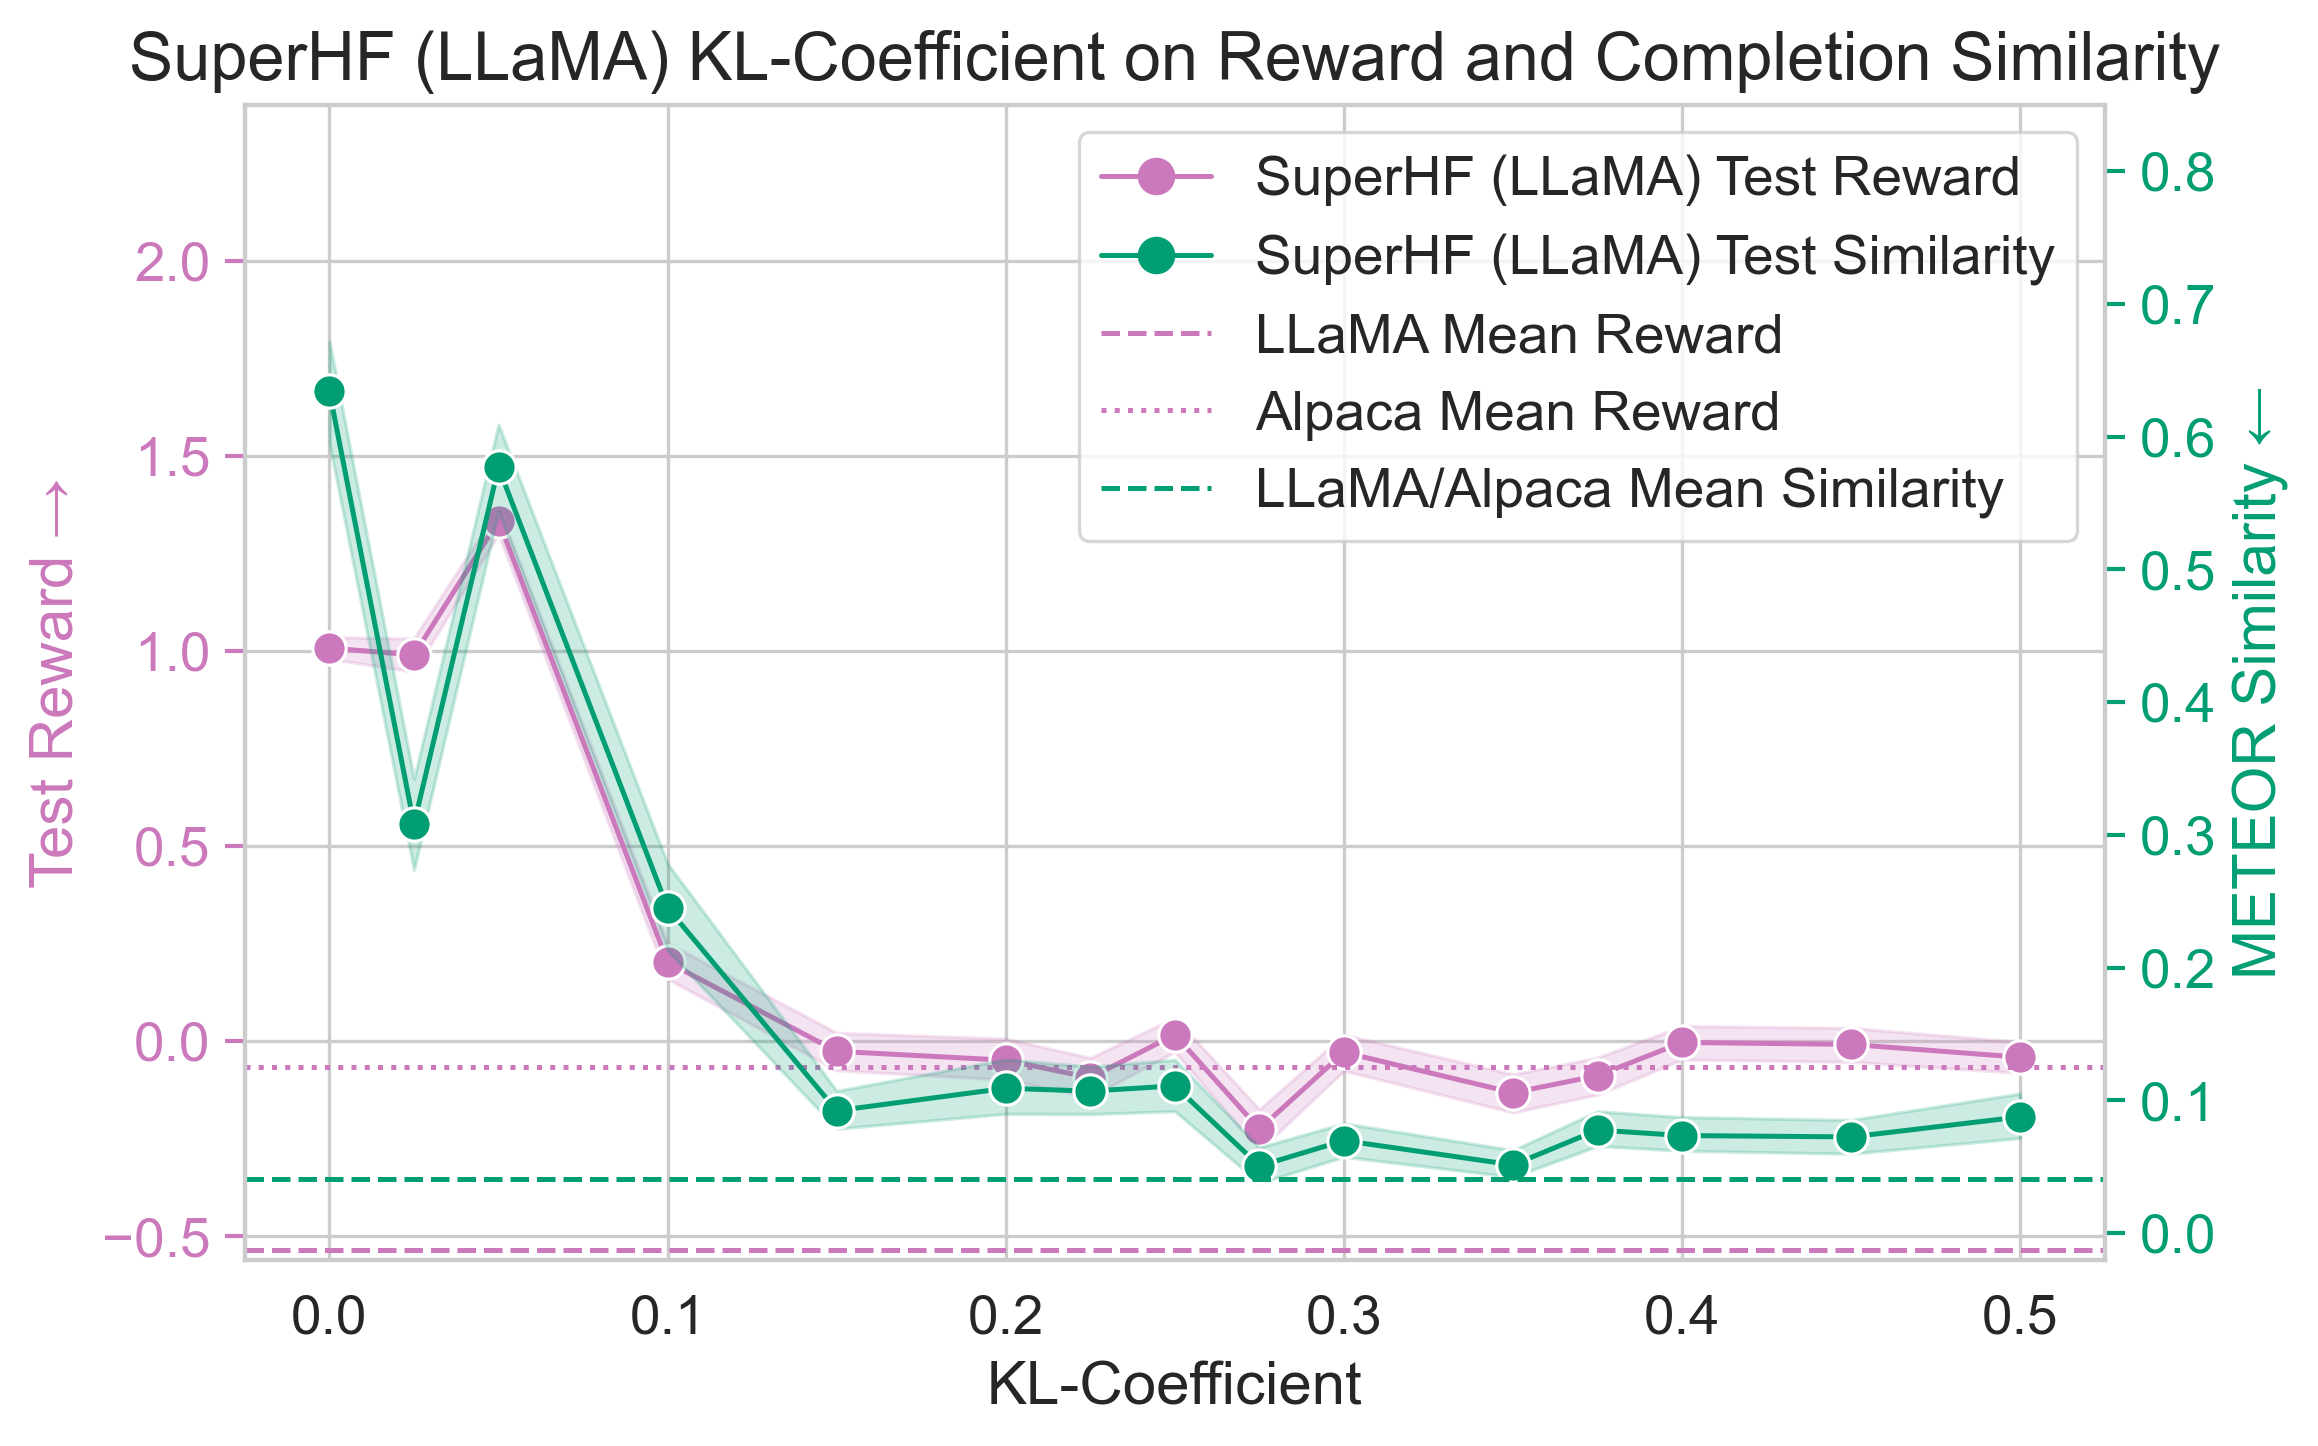 SuperHF (LLaMA) KL-Coefficient on Reward and Completion Similarity
SuperHF (LLaMA) Test Reward
SuperHF (LLaMA) Test Similarity
LLaMA Mean Reward
Alpaca Mean Reward
LLaMA/Alpaca Mean Similarity
Test Reward →
2.0
1.5
1.0
0.5
0.0
−0.5
METEOR Similarity ←
0.8
0.7
0.6
0.5
0.4
0.3
0.2
0.1
0.0
0.0 0.1 0.2 0.3 0.4 0.5
KL-Coefficient